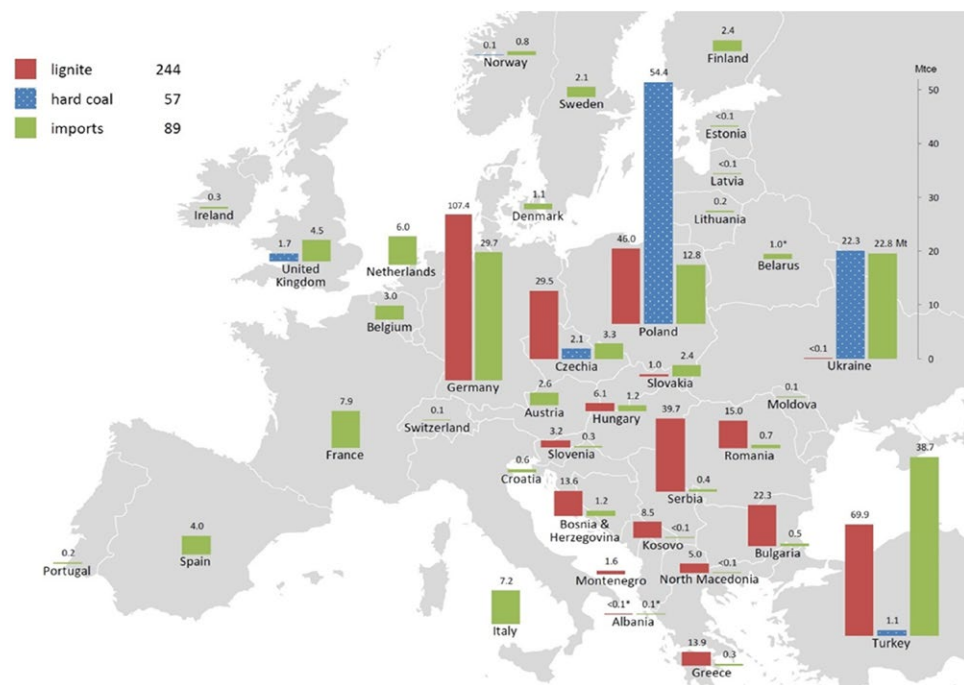 lignite 244
hard coal 57
imports 89
Mtce
50
40
30
20
10
0
0.1 0.8
Norway
2.4
Finland
2.1
Sweden
54.4
46.0
12.8
Poland
<0.1
Estonia
<0.1
Latvia
0.2
Lithuania
1.0*
Belarus
0.3
Ireland
1.7 4.5
United
Kingdom
6.0
Netherlands
3.0
Belgium
1.1
Denmark
107.4
29.7
Germany
29.5
2.1 3.3
Czechia
<0.1 22.3 22.8 Mt
Ukraine
1.0 2.4
Slovakia
0.1
Moldova
2.6
Austria
6.1 1.2
Hungary
7.9
France
0.1
Switzerland
3.2 0.3
Slovenia
39.7
0.4
Serbia
15.0
0.7
Romania
0.6
Croatia
13.6
1.2
Bosnia &
Herzegovina
8.5 <0.1
Kosovo
22.3
0.5
Bulgaria
69.9
1.1
38.7
Turkey
0.2
Portugal
4.0
Spain
7.2
Italy
1.6
Montenegro
5.0 <0.1
North Macedonia
<0.1* 0.1*
Albania
13.9 0.3
Greece